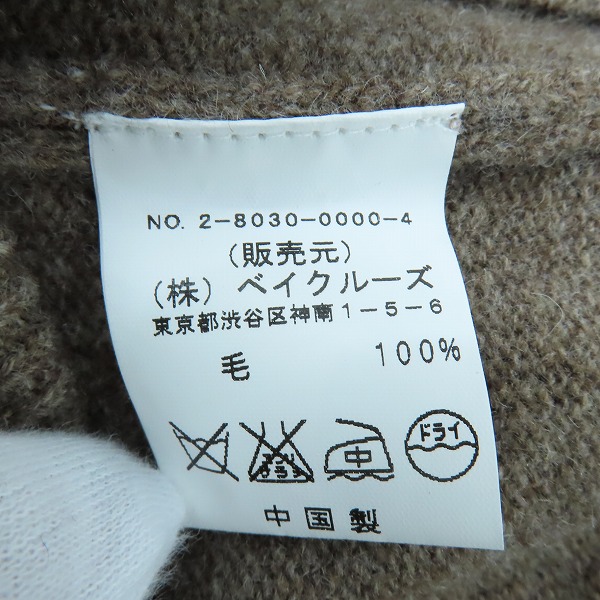 NO. 2-8030-0000-4
(販売元)
(株) ベイクルーズ
東京都渋谷区神南1-5-6
毛 100%
中 ドライ
中国製